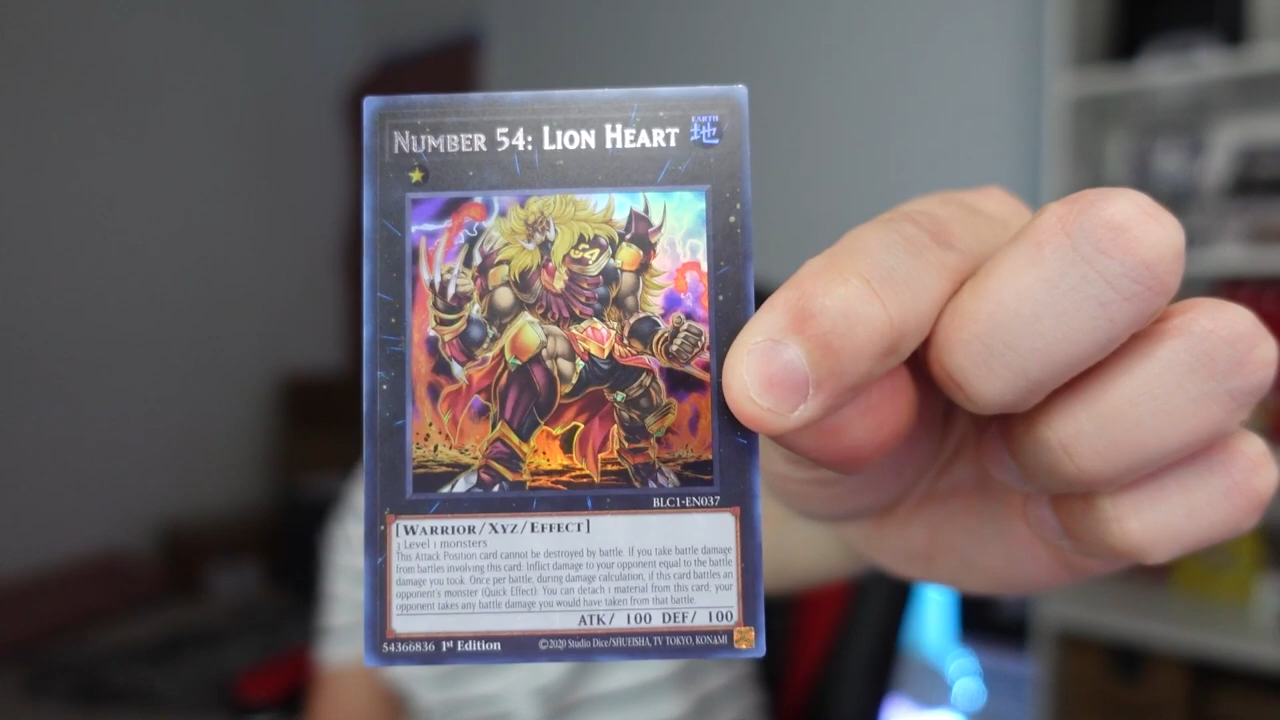 NUMBER 54: LION HEART
EARTH
地
54
BLC1-EN037
[WARRIOR/XYZ/EFFECT]
3 Level 1 monsters
This Attack Position card cannot be destroyed by battle. If you take battle damage
from battles involving this card: Inflict damage to your opponent equal to the battle
damage you took. Once per battle, during damage calculation, if this card battles an
opponent's monster (Quick Effect): You can detach 1 material from this card; your
opponent takes any battle damage you would have taken from that battle.
ATK/ 100 DEF/ 100
54366836 1st Edition ©2020 Studio Dice/SHUEISHA, TV TOKYO, KONAMI